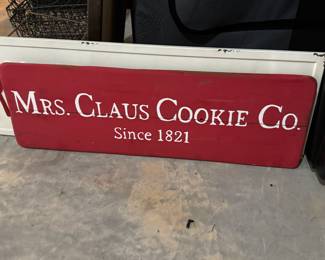 Mrs. Claus Cookie Co.
Since 1821